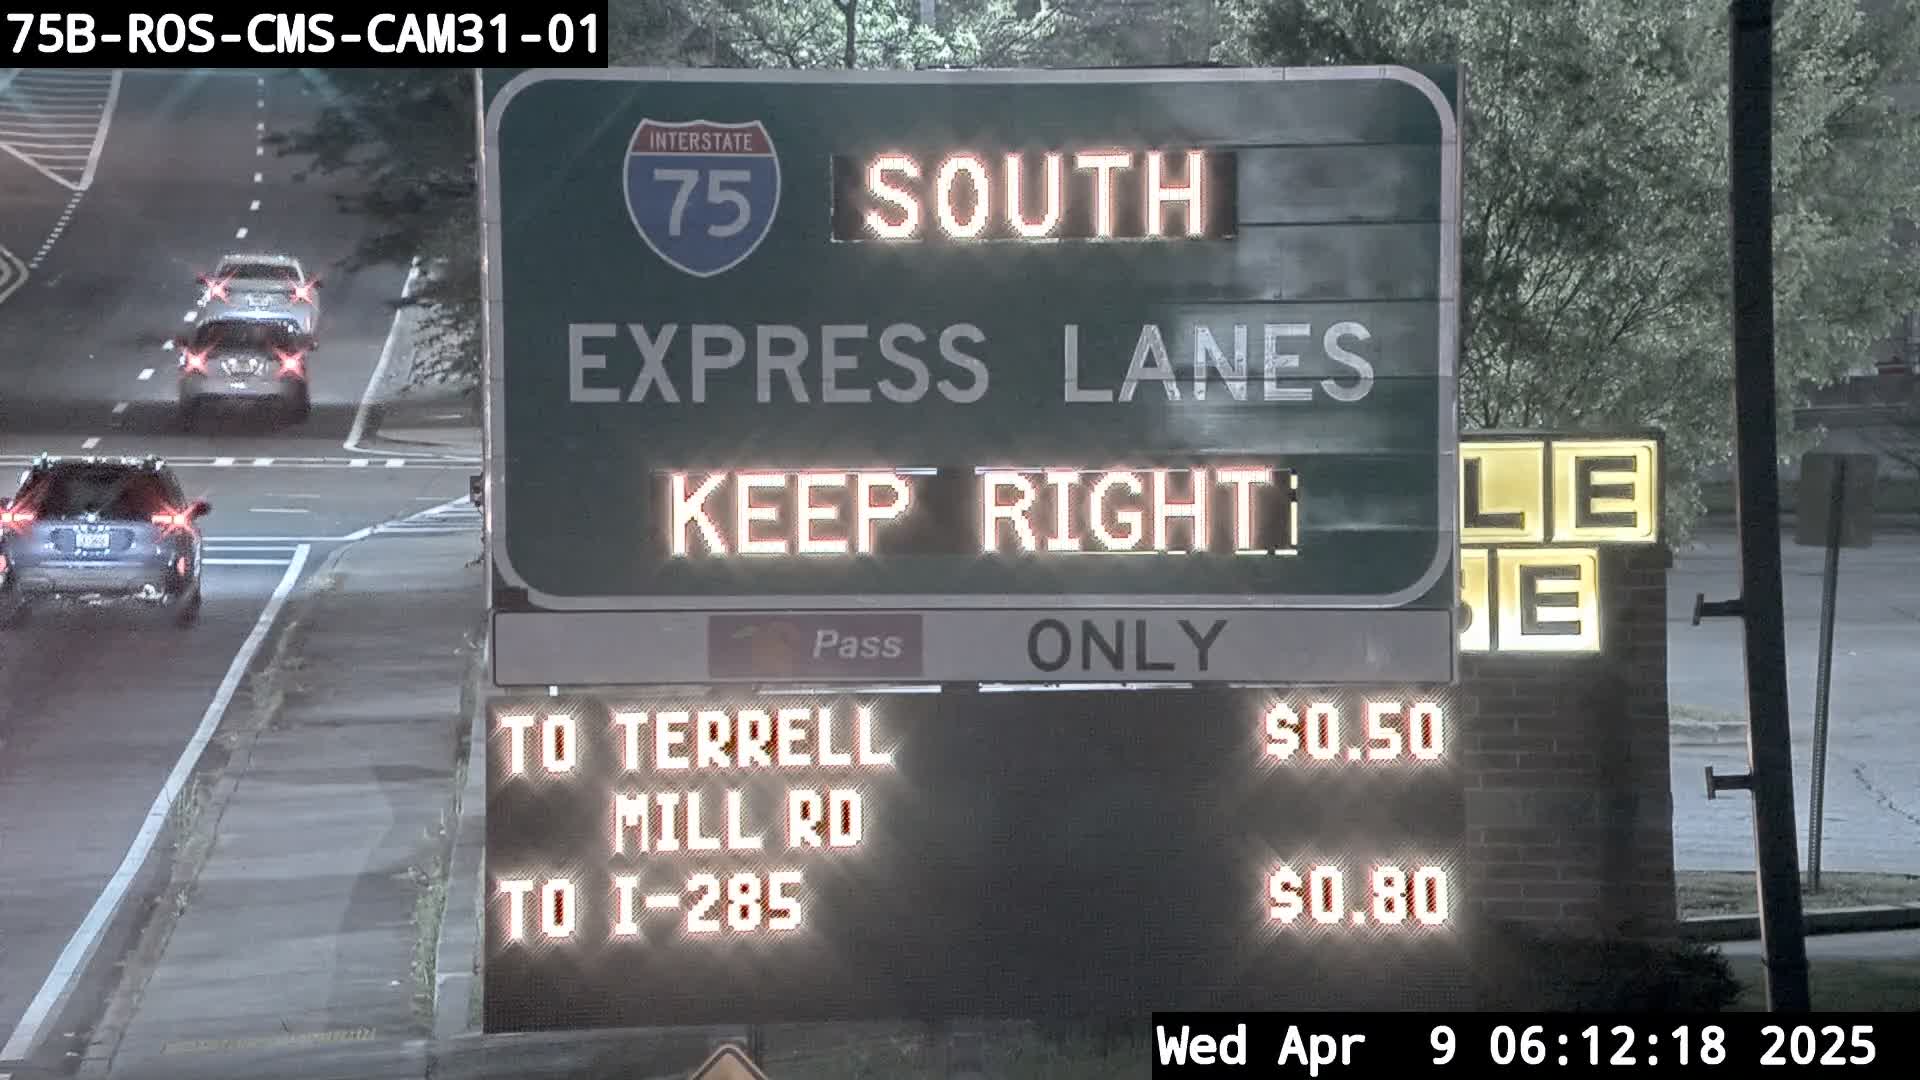 75B-ROS-CMS-CAM31-01
INTERSTATE
75
SOUTH
EXPRESS LANES
KEEP RIGHT
Pass
ONLY
LE
E
TO TERRELL $0.50
MILL RD
TO I-285 $0.80
Wed Apr 9 06:12:18 2025